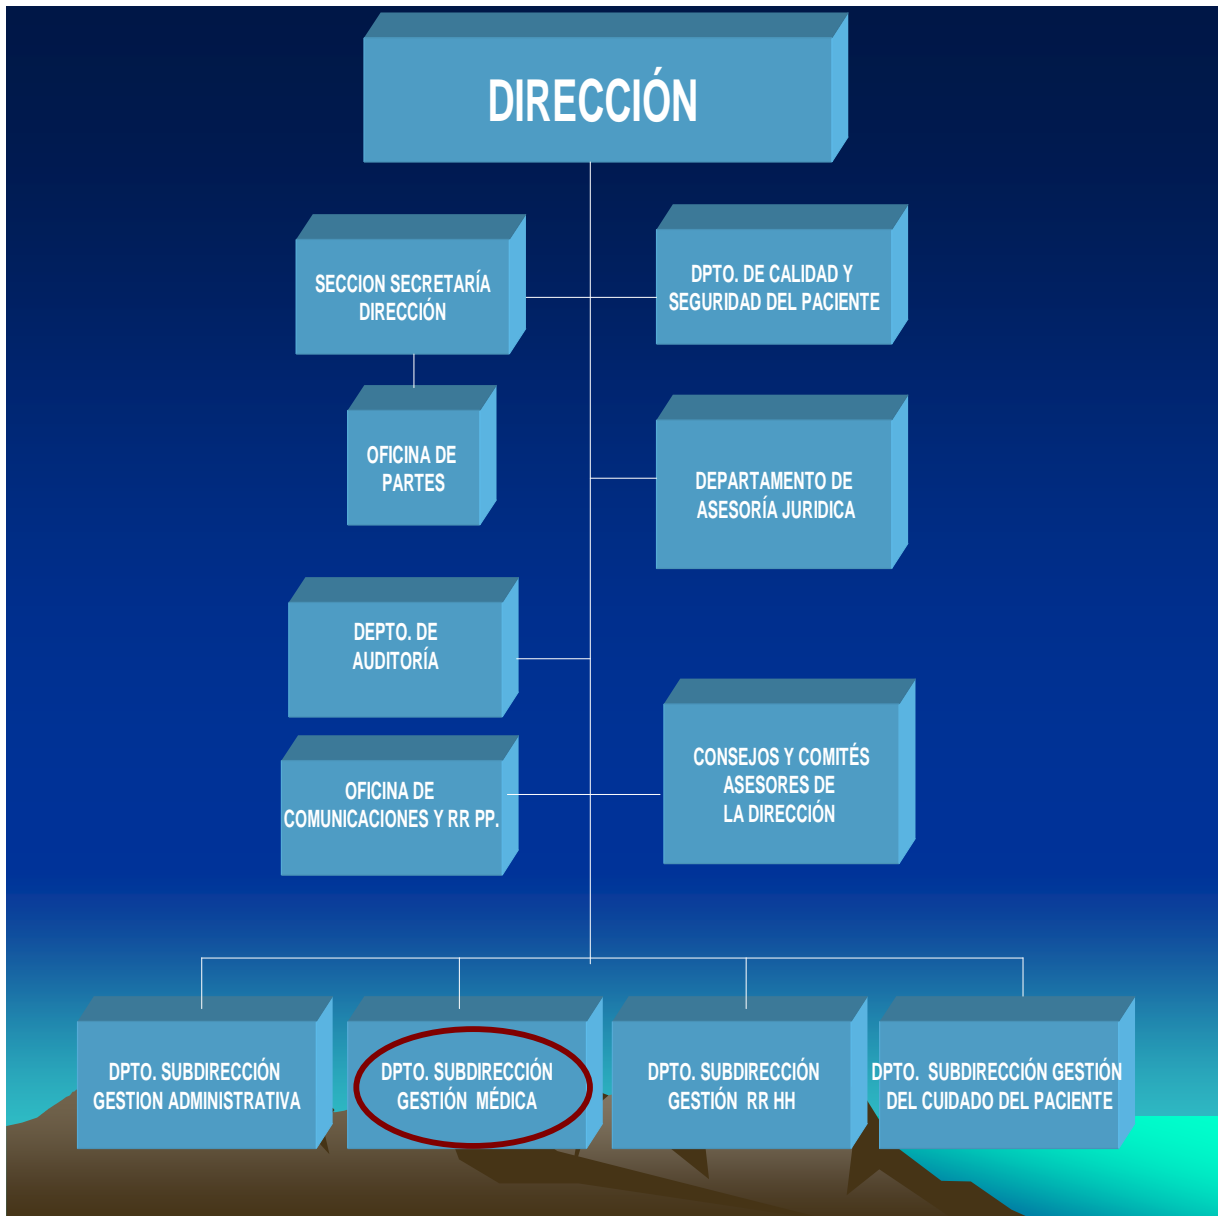 DIRECCIÓN
SECCION SECRETARÍA
DIRECCIÓN
DPTO. DE CALIDAD Y
SEGURIDAD DEL PACIENTE
OFICINA DE
PARTES
DEPARTAMENTO DE
ASESORÍA JURIDICA
DEPTO. DE
AUDITORÍA
OFICINA DE
COMUNICACIONES Y RR PP.
CONSEJOS Y COMITÉS
ASESORES DE
LA DIRECCIÓN
DPTO. SUBDIRECCIÓN
GESTION ADMINISTRATIVA
DPTO. SUBDIRECCIÓN
GESTIÓN MÉDICA
DPTO. SUBDIRECCIÓN
GESTIÓN RR HH
DPTO. SUBDIRECCIÓN GESTIÓN
DEL CUIDADO DEL PACIENTE